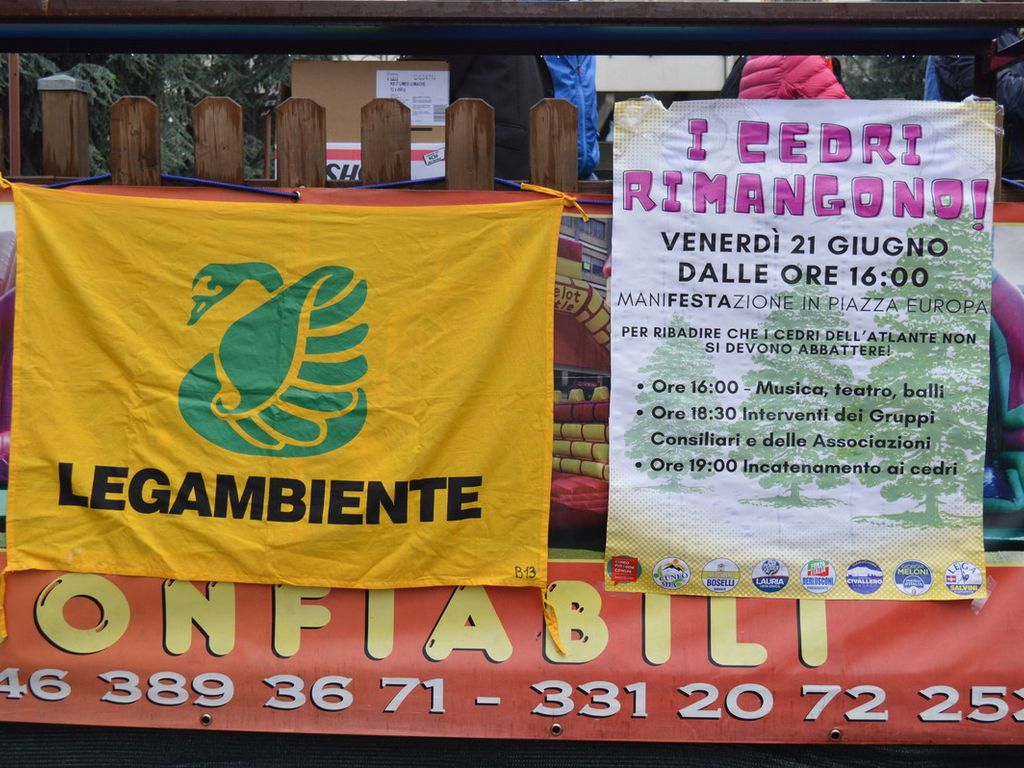 SHO
LEGAMBIENTE
B13
I CEDRI
RIMANGONO!
VENERDÌ 21 GIUGNO
DALLE ORE 16:00
MANIFESTAZIONE IN PIAZZA EUROPA
PER RIBADIRE CHE I CEDRI DELL'ATLANTE NON
SI DEVONO ABBATTERE!
• Ore 16:00 - Musica, teatro, balli
• Ore 18:30 Interventi dei Gruppi
Consiliari e delle Associazioni
• Ore 19:00 Incatenamento ai cedri
CUNEO
BOSELLI
LAURIA
BERLUSCONI
CIVALLERO
MELONI
LEGA
SALVINI
ONFIABILI
46 389 36 71 - 331 20 72 252